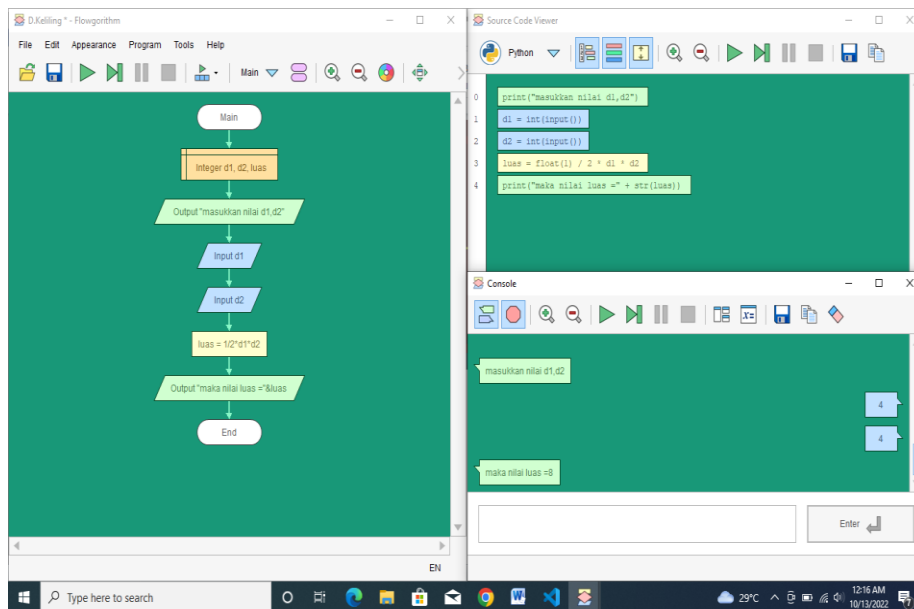 D.Keliling * - Flowgorithm
File Edit Appearance Program Tools Help
Main
Main
Integer d1, d2, luas
Output "masukkan nilai d1,d2"
Input d1
Input d2
luas = 1/2*d1*d2
Output "maka nilai luas ="&luas
End
EN
Source Code Viewer
Python
0 print("masukkan nilai d1,d2")
1 d1 = int(input())
2 d2 = int(input())
3 luas = float(1) / 2 * d1 * d2
4 print("maka nilai luas =" + str(luas))
Console
masukkan nilai d1,d2
4
4
maka nilai luas =8
Enter
Type here to search
29°C
12:16 AM
10/13/2022